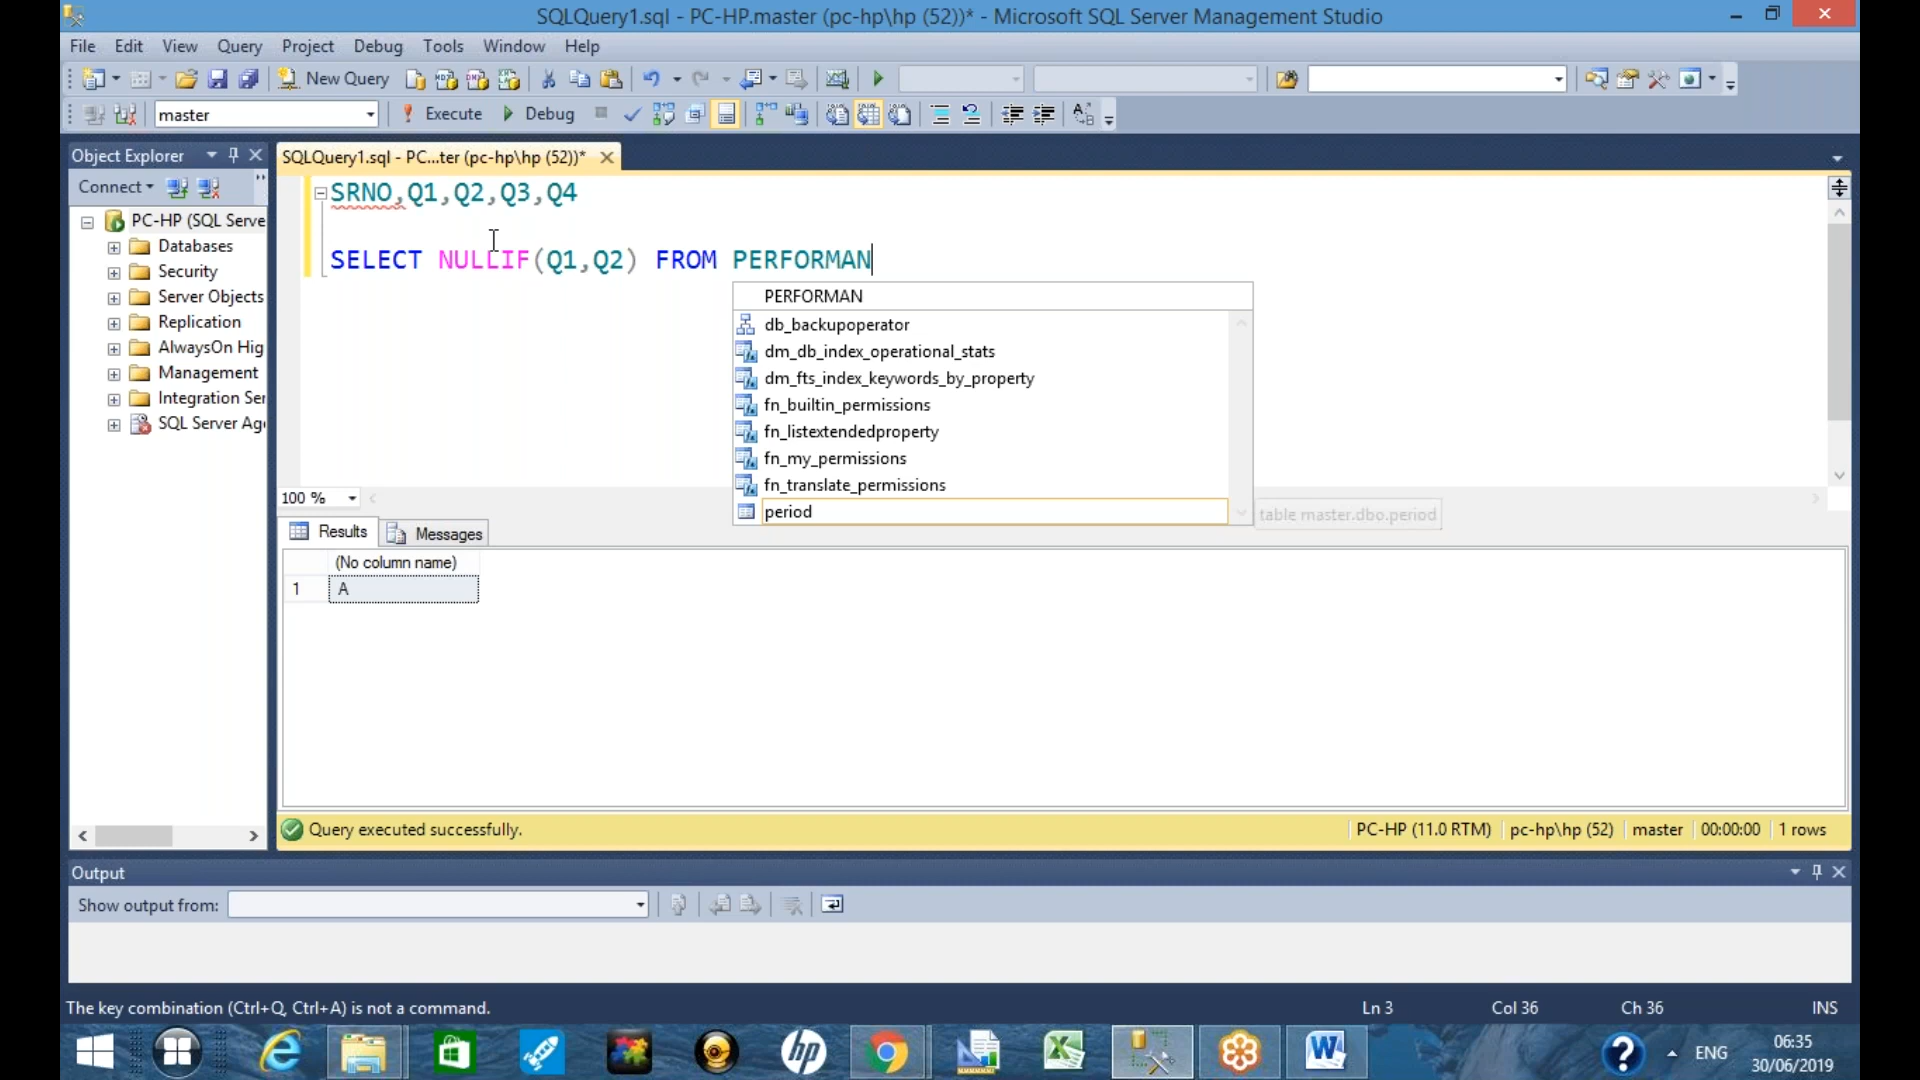 SQLQuery1.sql - PC-HP.master (pc-hp\hp (52))* - Microsoft SQL Server Management Studio
File Edit View Query Project Debug Tools Window Help
New Query
master Execute Debug
Object Explorer
SQLQuery1.sql - PC...ter (pc-hp\hp (52))*
Connect
PC-HP (SQL Serve
Databases
Security
Server Objects
Replication
AlwaysOn Hig
Management
Integration Ser
SQL Server Ag
SRNO,Q1,Q2,Q3,Q4
SELECT NULLIF(Q1,Q2) FROM PERFORMAN
PERFORMAN
db_backupoperator
dm_db_index_operational_stats
dm_fts_index_keywords_by_property
fn_builtin_permissions
fn_listextendedproperty
fn_my_permissions
fn_translate_permissions
period
table master.dbo.period
100 %
Results Messages
(No column name)
1 A
Query executed successfully. PC-HP (11.0 RTM) pc-hp\hp (52) master 00:00:00 1 rows
Output
Show output from:
The key combination (Ctrl+Q, Ctrl+A) is not a command. Ln 3 Col 36 Ch 36 INS
hp
ENG
06:35
30/06/2019